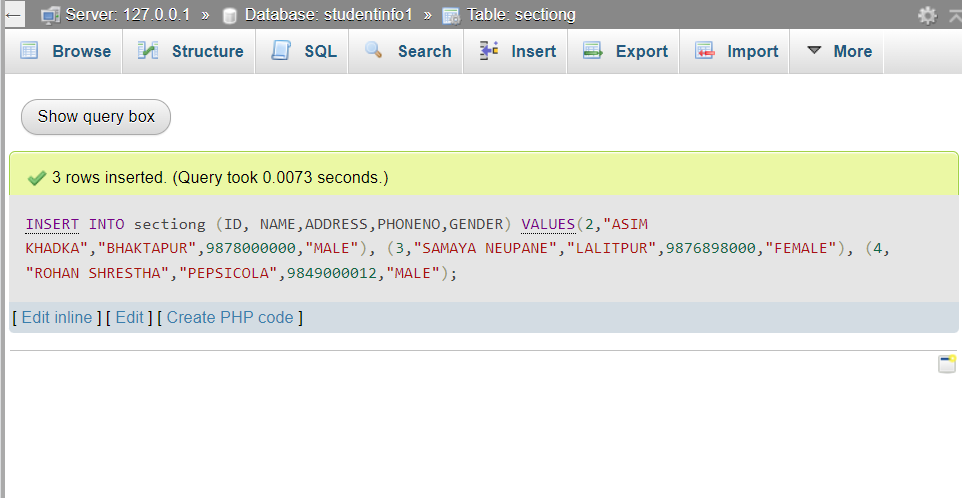 Server: 127.0.0.1 » Database: studentinfo1 » Table: sectiong
Browse Structure SQL Search Insert Export Import More
Show query box
3 rows inserted. (Query took 0.0073 seconds.)
INSERT INTO sectiong (ID, NAME,ADDRESS,PHONENO,GENDER) VALUES(2,"ASIM
KHADKA","BHAKTAPUR",9878000000,"MALE"), (3,"SAMAYA NEUPANE","LALITPUR",9876898000,"FEMALE"), (4,
"ROHAN SHRESTHA","PEPSICOLA",9849000012,"MALE");
[ Edit inline ] [ Edit ] [ Create PHP code ]